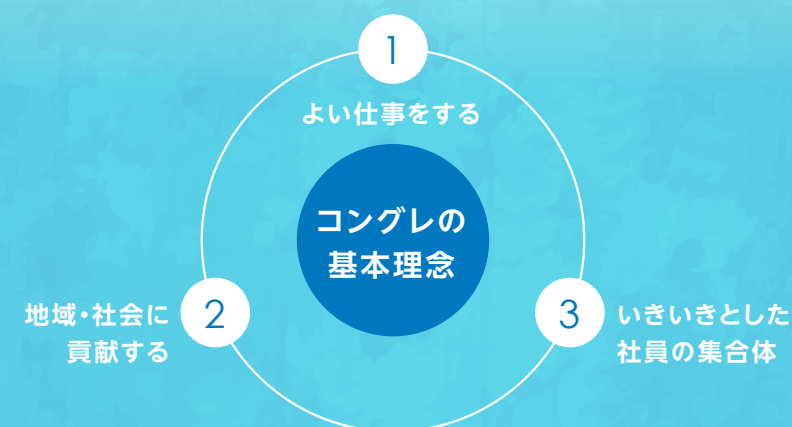 1
よい仕事をする
コングレの
基本理念
2
地域・社会に
貢献する
3
いきいきとした
社員の集合体